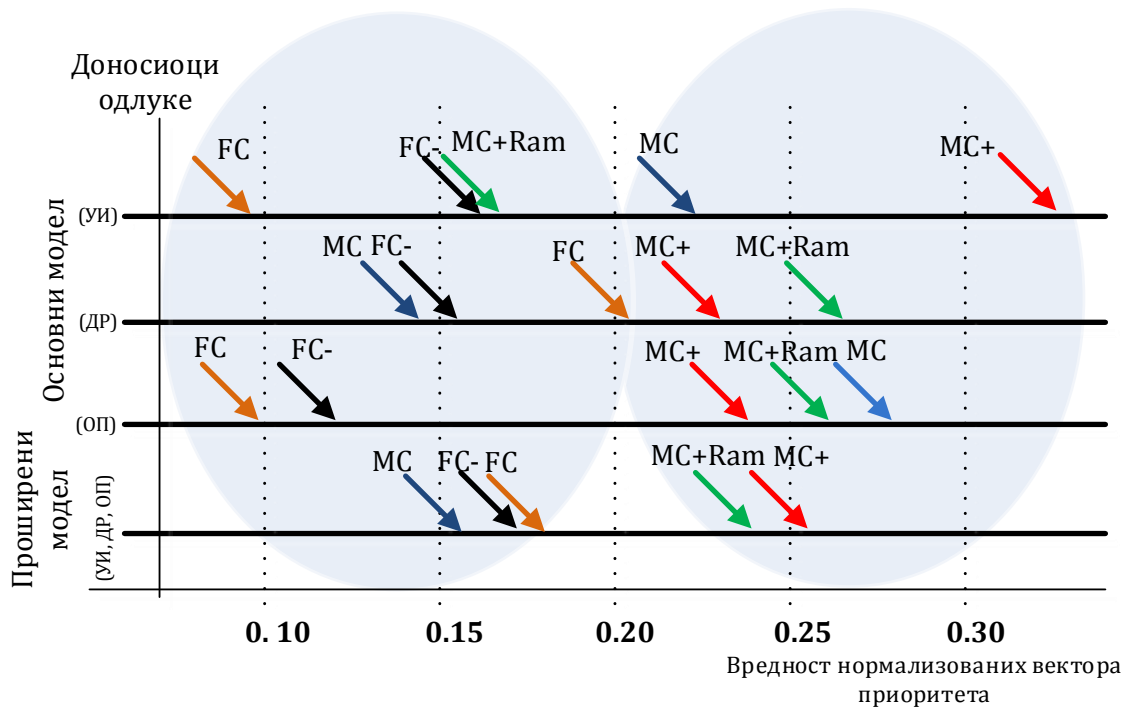 Доносиоци
одлуке
FC
FC-
MC+Ram
MC
MC+
Основни модел
(УИ)
MC
FC-
FC
MC+
MC+Ram
(ДР)
FC
FC-
MC+
MC+Ram
MC
(ОП)
Проширени
модел
(УИ, ДР, ОП)
MC
FC-
FC
MC+Ram
MC+
0. 10
0.15
0.20
0.25
0.30
Вредност нормализованих вектора
приоритета